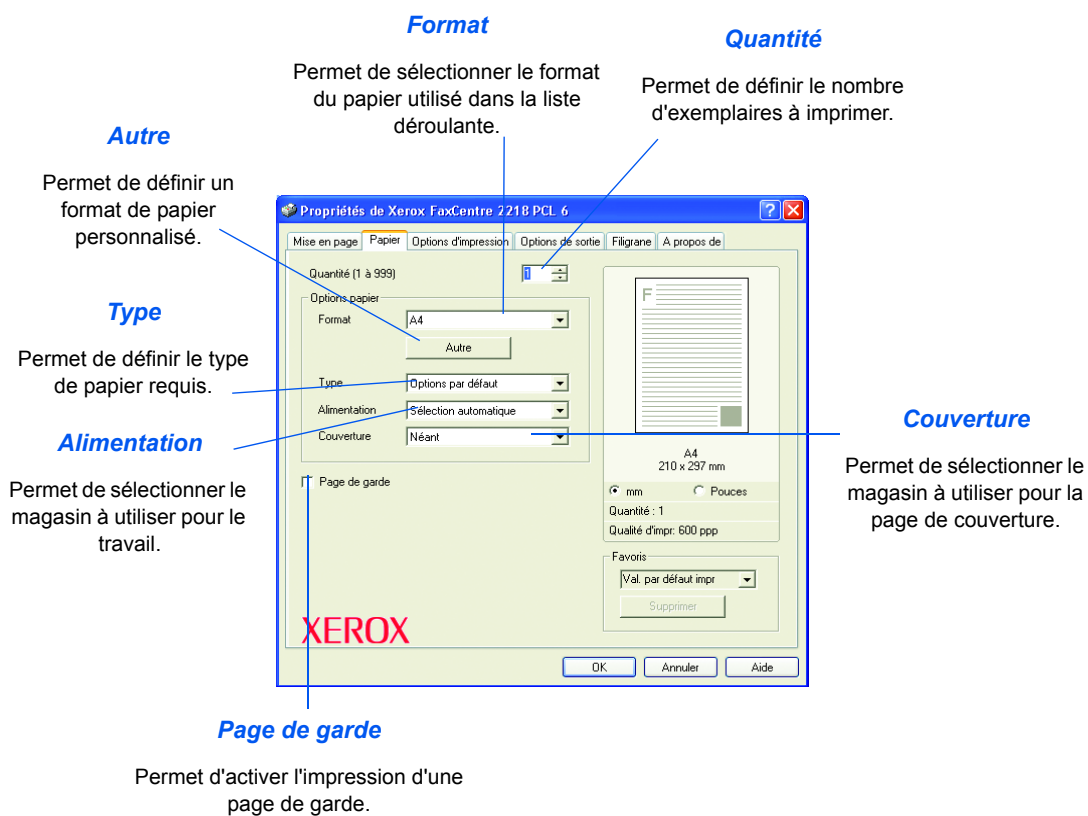 Format
Permet de sélectionner le format
du papier utilisé dans la liste
déroulante.
Quantité
Permet de définir le nombre
d'exemplaires à imprimer.
Autre
Permet de définir un
format de papier
personnalisé.
Type
Permet de définir le type
de papier requis.
Alimentation
Permet de sélectionner le
magasin à utiliser pour le
travail.
Propriétés de Xerox FaxCentre 2218 PCL 6
Mise en page Papier Options d'impression Options de sortie Filigrane A propos de
Quantité (1 à 999) 1
Options papier
Format A4
Autre
Type Options par défaut
Alimentation Sélection automatique
Couverture Néant
Page de garde
XEROX
F
A4
210 x 297 mm
mm Pouces
Quantité : 1
Qualité d'impr: 600 ppp
Favoris
Val. par défaut impr
Supprimer
OK Annuler Aide
Couverture
Permet de sélectionner le
magasin à utiliser pour la
page de couverture.
Page de garde
Permet d'activer l'impression d'une
page de garde.